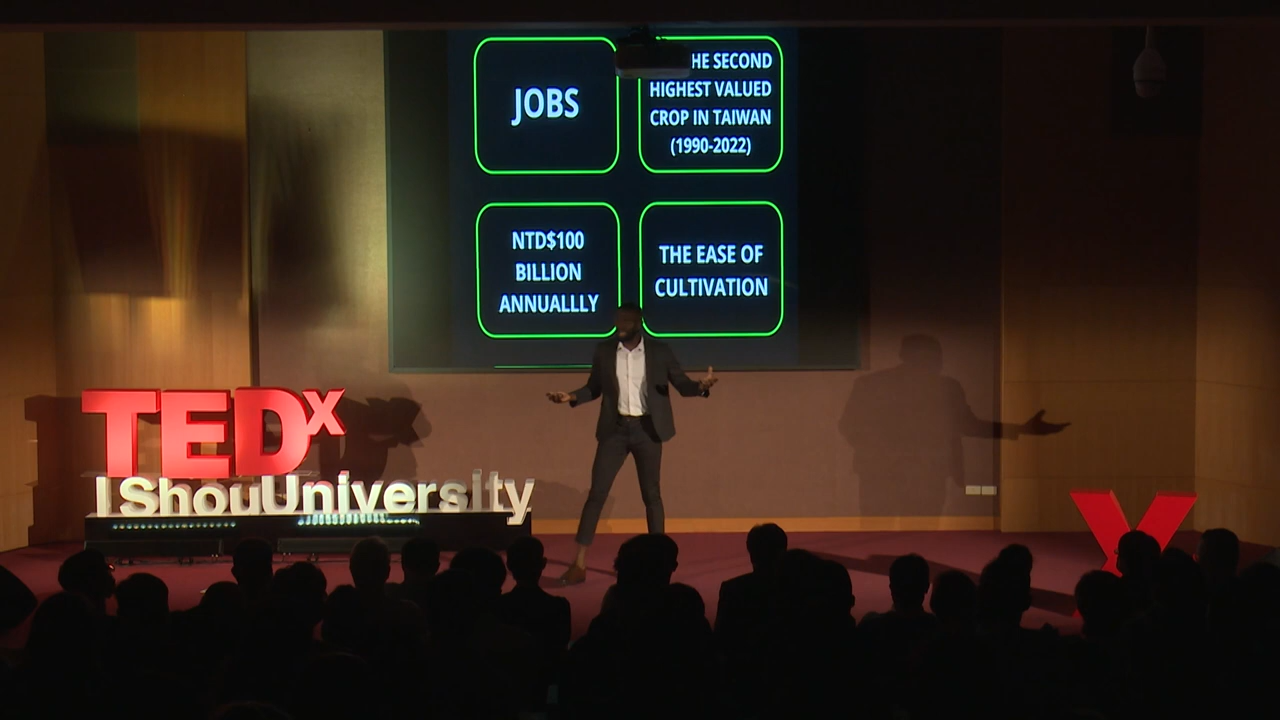 JOBS
HE SECOND
HIGHEST VALUED
CROP IN TAIWAN
(1990-2022)
NTD$100
BILLION
ANNUALLLY
THE EASE OF
CULTIVATION
TEDx
I ShouUniversity
X